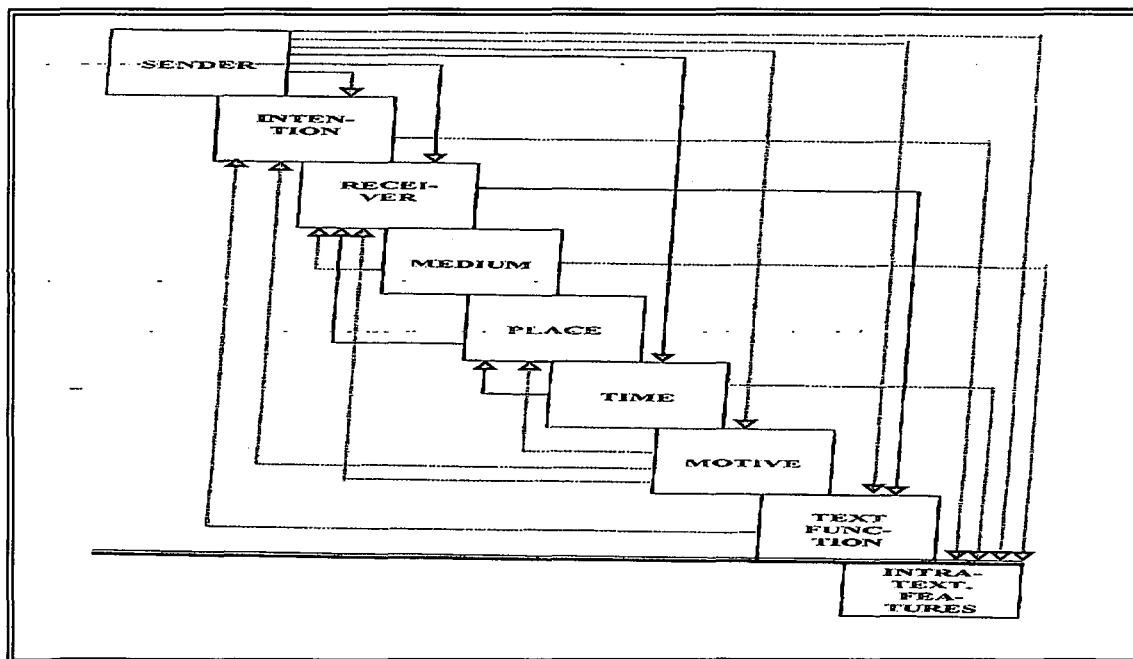 SENDER
INTEN-
TION
RECEI-
VER
MEDIUM
PLACE
TIME
MOTIVE
TEXT
FUNC-
TION
INTRA-
TEXT.
FEA-
TURES